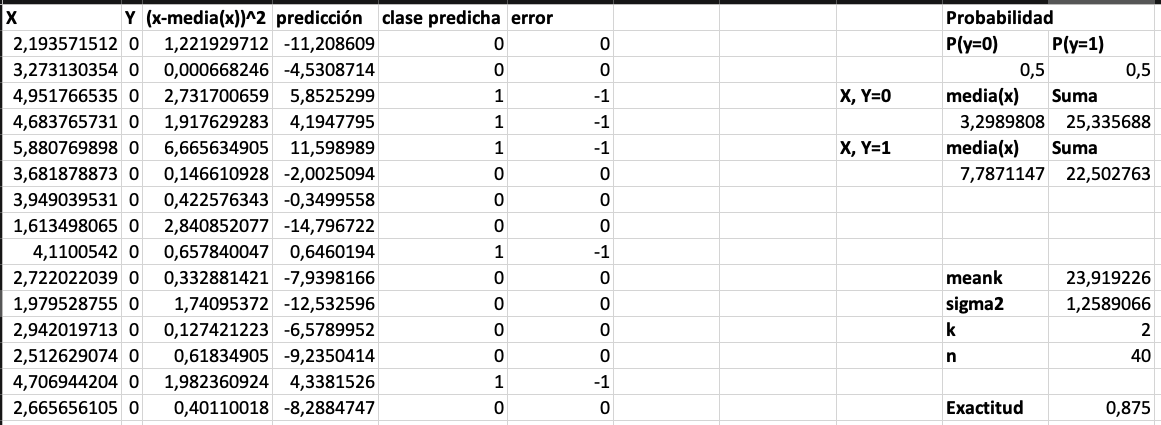 X Y (x-media(x))^2 predicción clase predicha error Probabilidad
2,193571512 0 1,221929712 -11,208609 0 0 P(y=0) P(y=1)
3,273130354 0 0,000668246 -4,5308714 0 0 0,5 0,5
4,951766535 0 2,731700659 5,8525299 1 -1 X, Y=0 media(x) Suma
4,683765731 0 1,917629283 4,1947795 1 -1 3,2989808 25,335688
5,880769898 0 6,665634905 11,598989 1 -1 X, Y=1 media(x) Suma
3,681878873 0 0,146610928 -2,0025094 0 0 7,7871147 22,502763
3,949039531 0 0,422576343 -0,3499558 0 0
1,613498065 0 2,840852077 -14,796722 0 0
4,1100542 0 0,657840047 0,6460194 1 -1
2,722022039 0 0,332881421 -7,9398166 0 0 meank 23,919226
1,979528755 0 1,74095372 -12,532596 0 0 sigma2 1,2589066
2,942019713 0 0,127421223 -6,5789952 0 0 k 2
2,512629074 0 0,61834905 -9,2350414 0 0 n 40
4,706944204 0 1,982360924 4,3381526 1 -1
2,665656105 0 0,40110018 -8,2884747 0 0 Exactitud 0,875